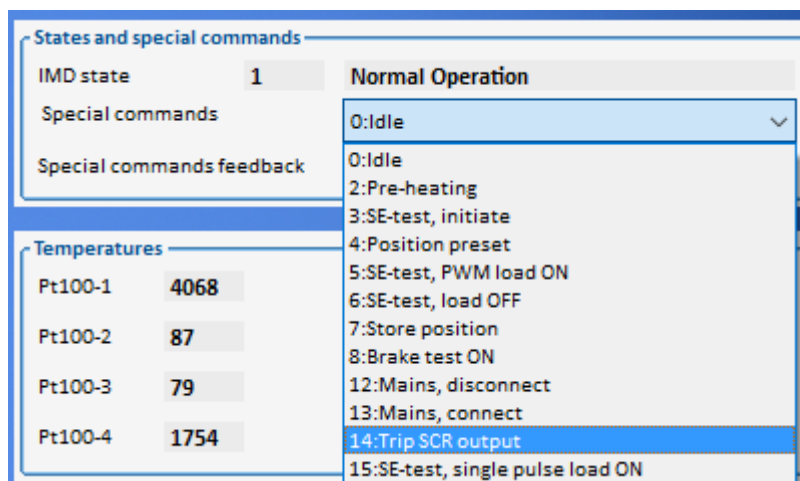 States and special commands
IMD state 1 Normal Operation
Special commands 0:Idle
Special commands feedback
0:Idle
2:Pre-heating
3:SE-test, initiate
4:Position preset
5:SE-test, PWM load ON
6:SE-test, load OFF
7:Store position
8:Brake test ON
12:Mains, disconnect
13:Mains, connect
14:Trip SCR output
15:SE-test, single pulse load ON
Temperatures
Pt100-1 4068
Pt100-2 87
Pt100-3 79
Pt100-4 1754